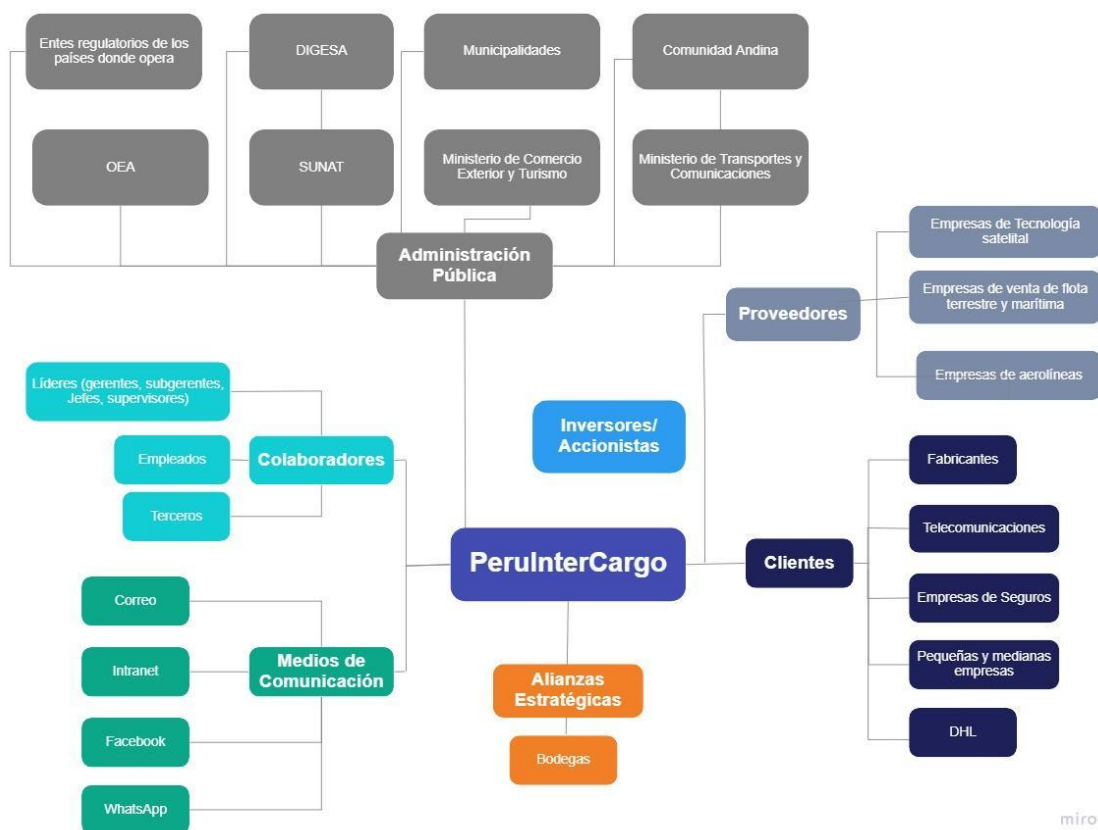 Entes regulatorios de los
países donde opera
DIGESA
Municipalidades
Comunidad Andina
OEA
SUNAT
Ministerio de Comercio
Exterior y Turismo
Ministerio de Transportes y
Comunicaciones
Administración
Pública
Empresas de Tecnología
satelital
Empresas de venta de flota
terrestre y marítima
Proveedores
Empresas de aerolíneas
Líderes (gerentes, subgerentes,
Jefes, supervisores)
Empleados
Colaboradores
Terceros
Inversores/
Accionistas
PeruInterCargo
Clientes
Fabricantes
Telecomunicaciones
Empresas de Seguros
Pequeñas y medianas
empresas
DHL
Correo
Intranet
Medios de
Comunicación
Facebook
WhatsApp
Alianzas
Estratégicas
Bodegas
miro